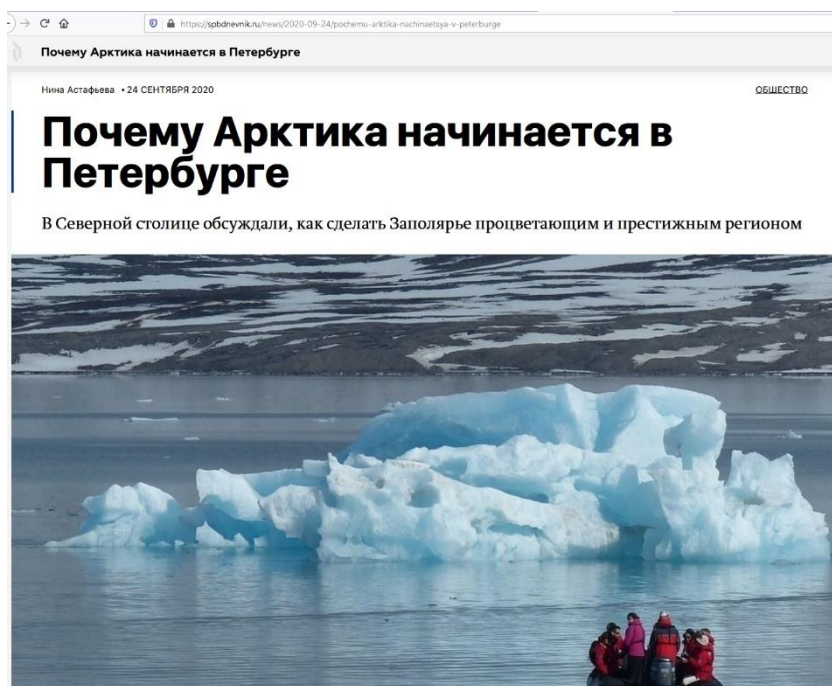 https://spbdnevnik.ru/news/2020-09-24/pochemu-arktika-nachinaetsya-v-peterburge
Почему Арктика начинается в Петербурге
Нина Астафьева • 24 СЕНТЯБРЯ 2020 ОБЩЕСТВО
Почему Арктика начинается в
Петербурге
В Северной столице обсуждали, как сделать Заполярье процветающим и престижным регионом